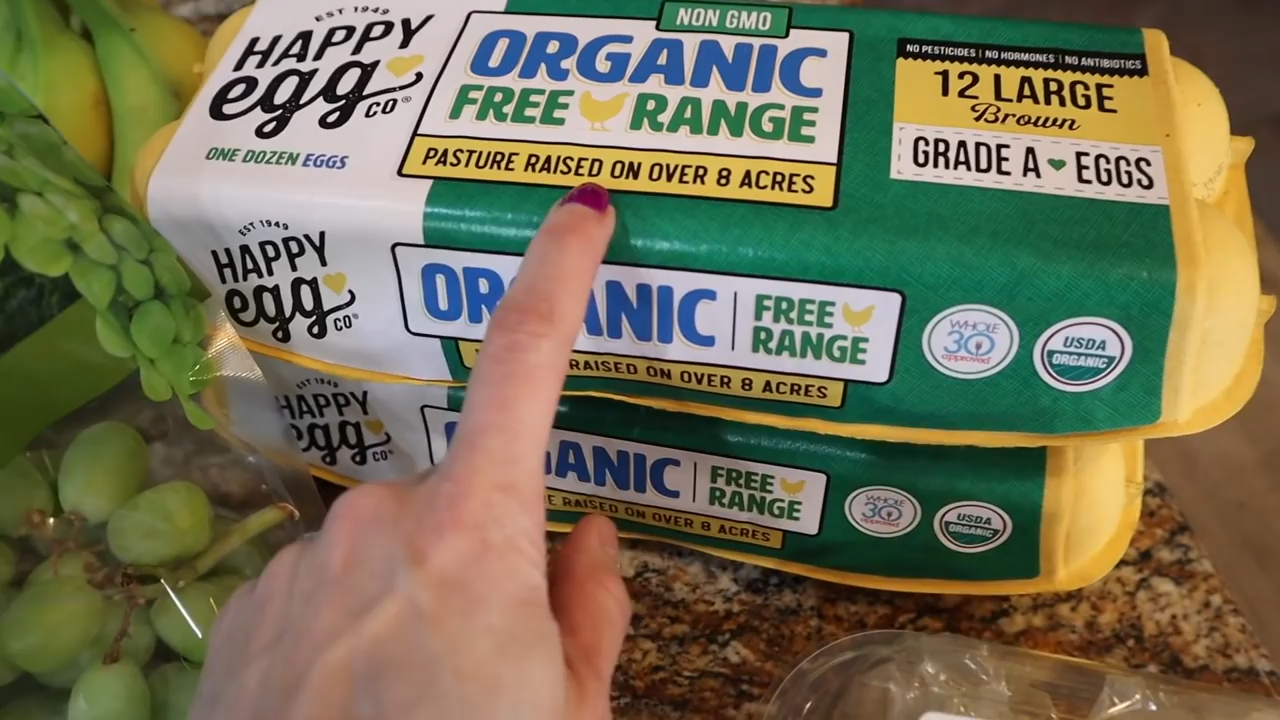 EST 1949
HAPPY
egg
CO®
ONE DOZEN EGGS
NON GMO
ORGANIC
FREE RANGE
PASTURE RAISED ON OVER 8 ACRES
NO PESTICIDES | NO HORMONES | NO ANTIBIOTICS
12 LARGE
Brown
GRADE A EGGS
EST 1949
HAPPY
egg
CO®
ORGANIC
FREE
RANGE
RAISED ON OVER 8 ACRES
WHOLE
30
approved
USDA
ORGANIC
EST 1949
HAPPY
egg
CO®
ANIC
FREE
RANGE
RAISED ON OVER 8 ACRES
WHOLE
30
approved
USDA
ORGANIC